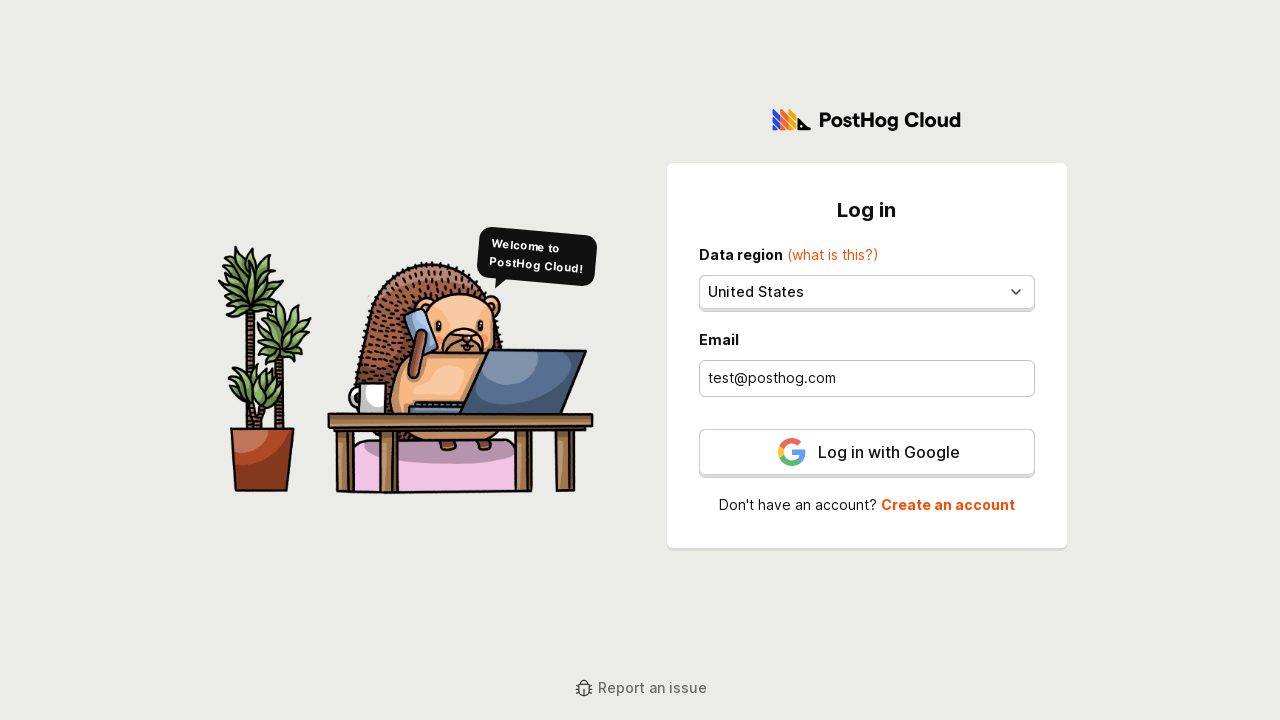 PostHog Cloud
Welcome to
PostHog Cloud!
Log in
Data region (what is this?)
United States
Email
test@posthog.com
Log in with Google
Don't have an account? Create an account
Report an issue